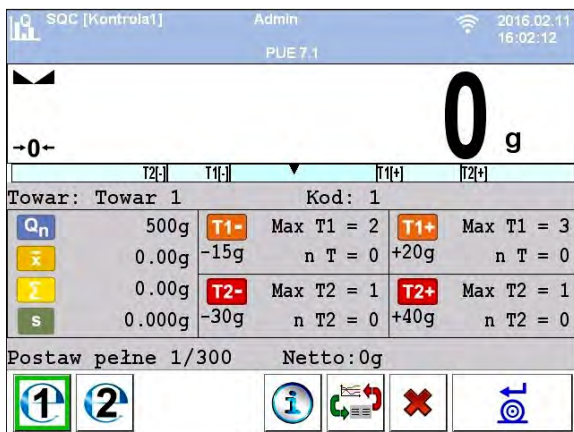 SQC [Kontrola1] Admin 2016.02.11
PUE 7.1 16:02:12
0 g
→0←
T2[-] T1[-] T1[+] T2[+]
Towar: Towar 1 Kod: 1
Qn 500g T1- Max T1 = 2 T1+ Max T1 = 3
x̄ 0.00g -15g n T = 0 +20g n T = 0
Σ 0.00g T2- Max T2 = 1 T2+ Max T2 = 1
s 0.000g -30g n T2 = 0 +40g n T2 = 0
Postaw pełne 1/300 Netto:0g
1 2